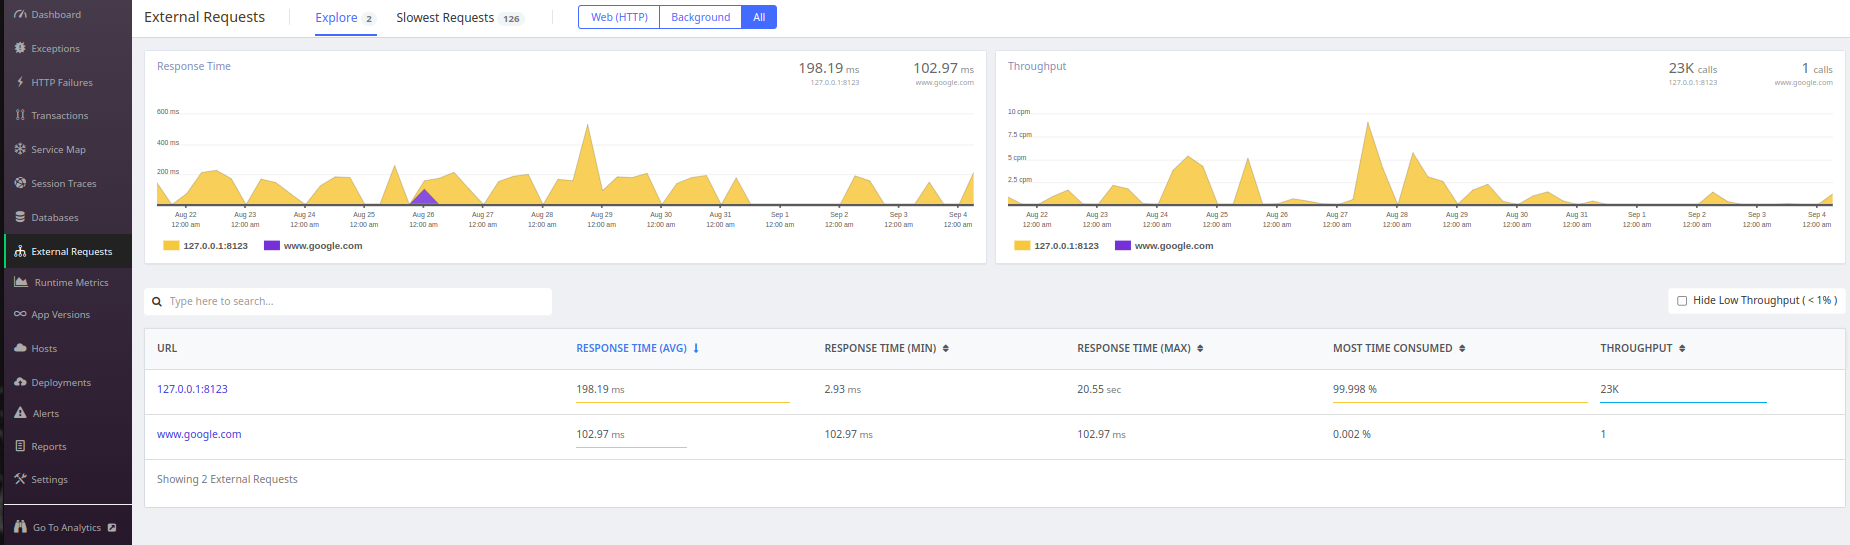 Dashboard
Exceptions
HTTP Failures
Transactions
Service Map
Session Traces
Databases
External Requests
Runtime Metrics
App Versions
Hosts
Deployments
Alerts
Reports
Settings
Go To Analytics
External Requests
Explore 2
Slowest Requests 126
Web (HTTP) Background All
Response Time
198.19 ms 102.97 ms
127.0.0.1:8123 www.google.com
600 ms
400 ms
200 ms
Aug 22 Aug 23 Aug 24 Aug 25 Aug 26 Aug 27 Aug 28 Aug 29 Aug 30 Aug 31 Sep 1 Sep 2 Sep 3 Sep 4
12:00 am 12:00 am 12:00 am 12:00 am 12:00 am 12:00 am 12:00 am 12:00 am 12:00 am 12:00 am 12:00 am 12:00 am 12:00 am 12:00 am
127.0.0.1:8123 www.google.com
Throughput
23K calls 1 calls
127.0.0.1:8123 www.google.com
10 cpm
7.5 cpm
5 cpm
2.5 cpm
Aug 22 Aug 23 Aug 24 Aug 25 Aug 26 Aug 27 Aug 28 Aug 29 Aug 30 Aug 31 Sep 1 Sep 2 Sep 3 Sep 4
12:00 am 12:00 am 12:00 am 12:00 am 12:00 am 12:00 am 12:00 am 12:00 am 12:00 am 12:00 am 12:00 am 12:00 am 12:00 am 12:00 am
127.0.0.1:8123 www.google.com
Type here to search...
Hide Low Throughput ( < 1% )
URL RESPONSE TIME (AVG) RESPONSE TIME (MIN) RESPONSE TIME (MAX) MOST TIME CONSUMED THROUGHPUT
127.0.0.1:8123 198.19 ms 2.93 ms 20.55 sec 99.998 % 23K
www.google.com 102.97 ms 102.97 ms 102.97 ms 0.002 % 1
Showing 2 External Requests